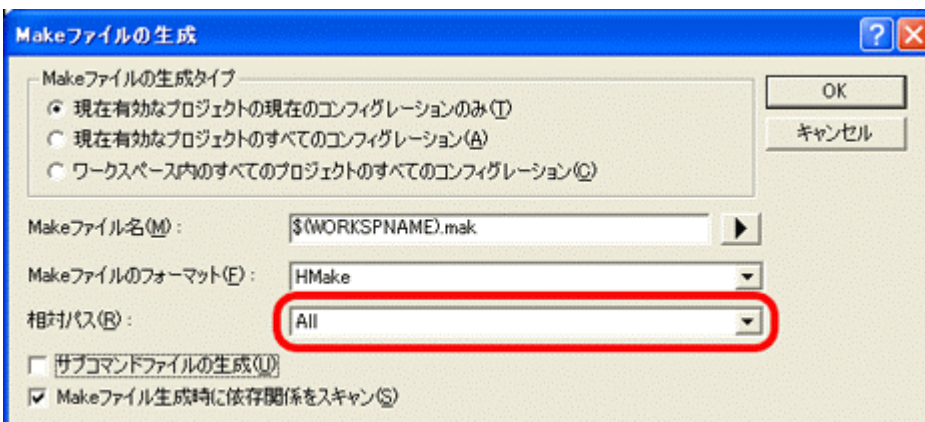 Makeファイルの生成
Makeファイルの生成タイプ
現在有効なプロジェクトの現在のコンフィグレーションのみ(T)
現在有効なプロジェクトのすべてのコンフィグレーション(A)
ワークスペース内のすべてのプロジェクトのすべてのコンフィグレーション(C)
OK
キャンセル
Makeファイル名(M):
$(WORKSPNAME).mak
Makeファイルのフォーマット(F):
HMake
相対パス(R):
All
サブコマンドファイルの生成(U)
Makeファイル生成時に依存関係をスキャン(S)